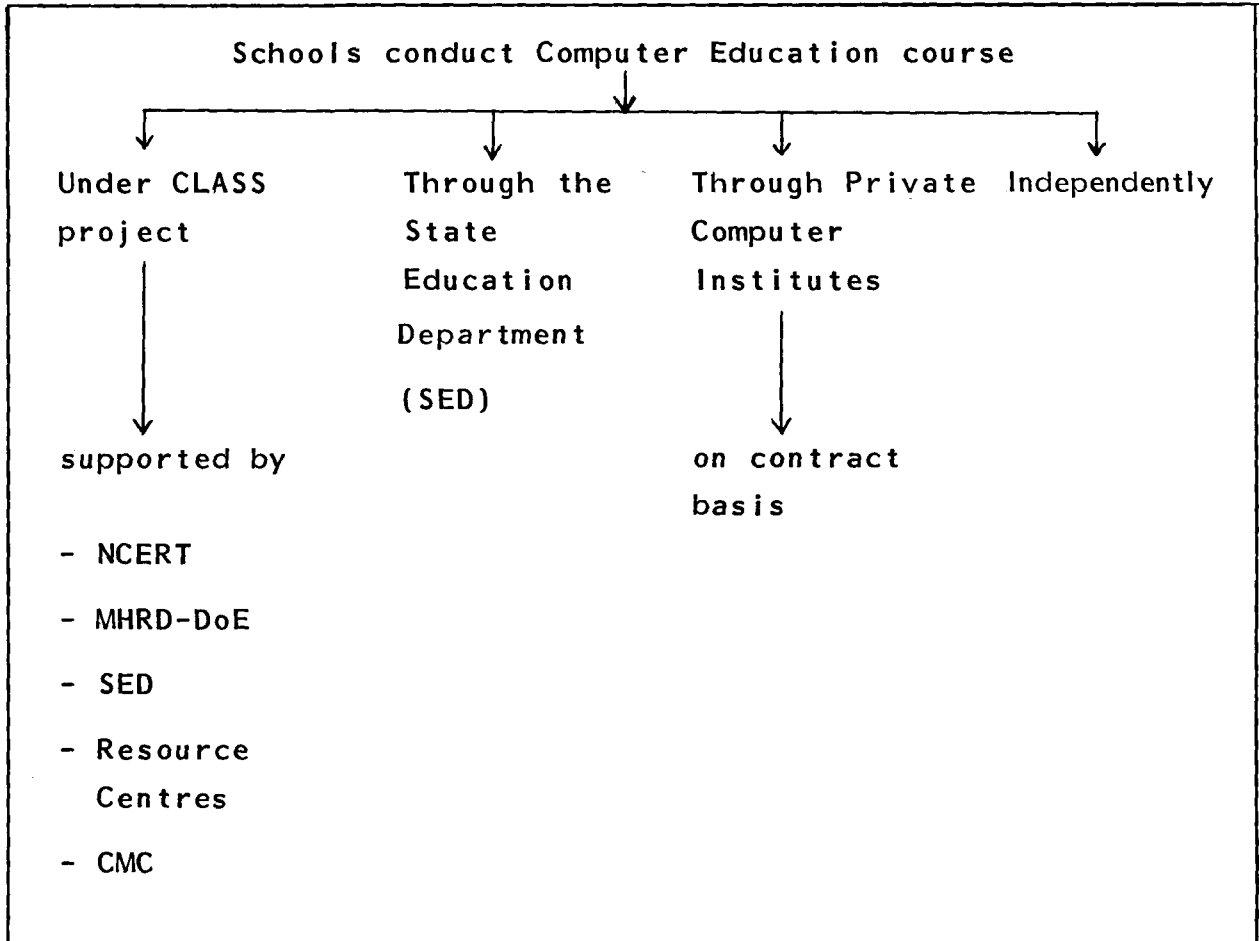 Schools conduct Computer Education course
Under CLASS
project
Through the
State
Education
Department
(SED)
Through Private
Computer
Institutes
Independently
supported by
on contract
basis
- NCERT
- MHRD-DoE
- SED
- Resource
Centres
- CMC